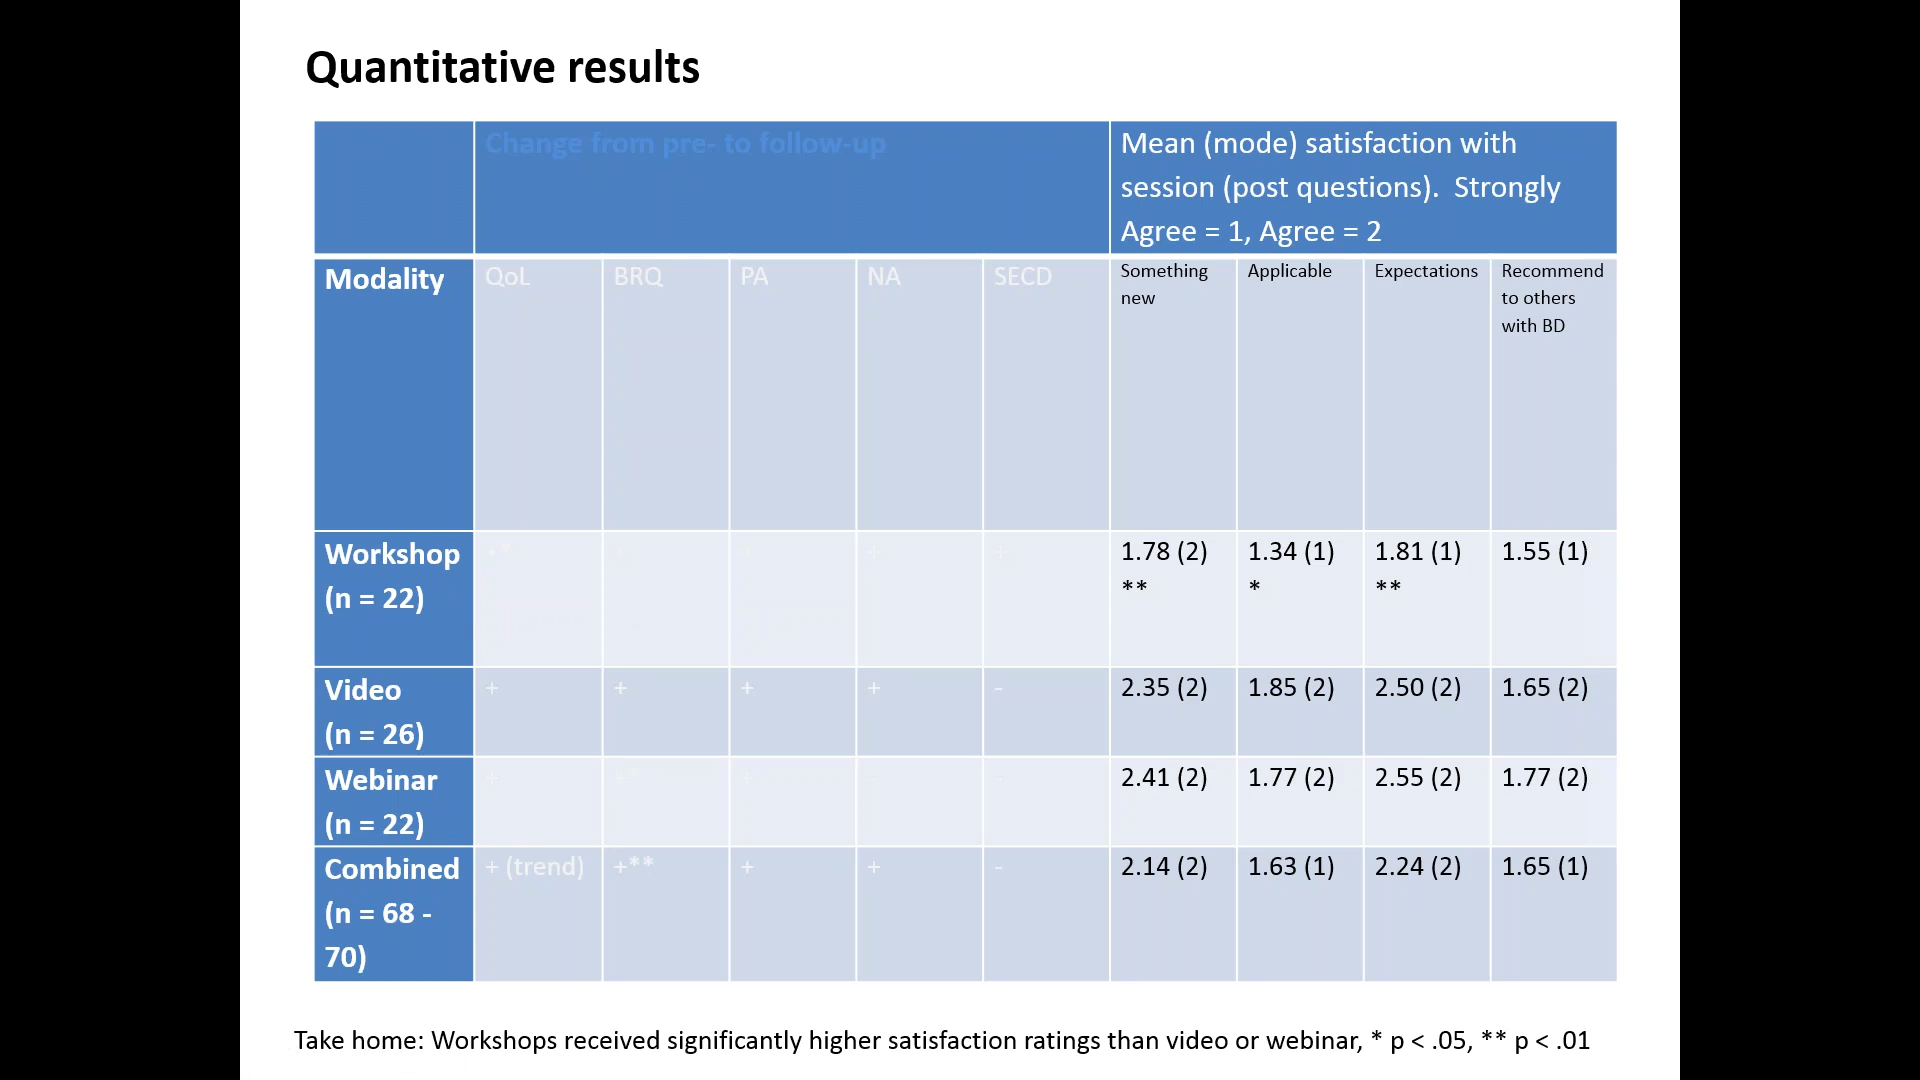 Quantitative results
Change from pre- to follow-up
Mean (mode) satisfaction with
session (post questions).  Strongly
Agree = 1, Agree = 2
Modality QoL BRQ PA NA SECD Something Applicable Expectations Recommend
new to others
with BD
Workshop 1.78 (2) 1.34 (1) 1.81 (1) 1.55 (1)
(n = 22) ** * **
Video + + + + - 2.35 (2) 1.85 (2) 2.50 (2) 1.65 (2)
(n = 26)
Webinar 2.41 (2) 1.77 (2) 2.55 (2) 1.77 (2)
(n = 22)
Combined + (trend) +** + + - 2.14 (2) 1.63 (1) 2.24 (2) 1.65 (1)
(n = 68 -
70)
Take home: Workshops received significantly higher satisfaction ratings than video or webinar, * p < .05, ** p < .01